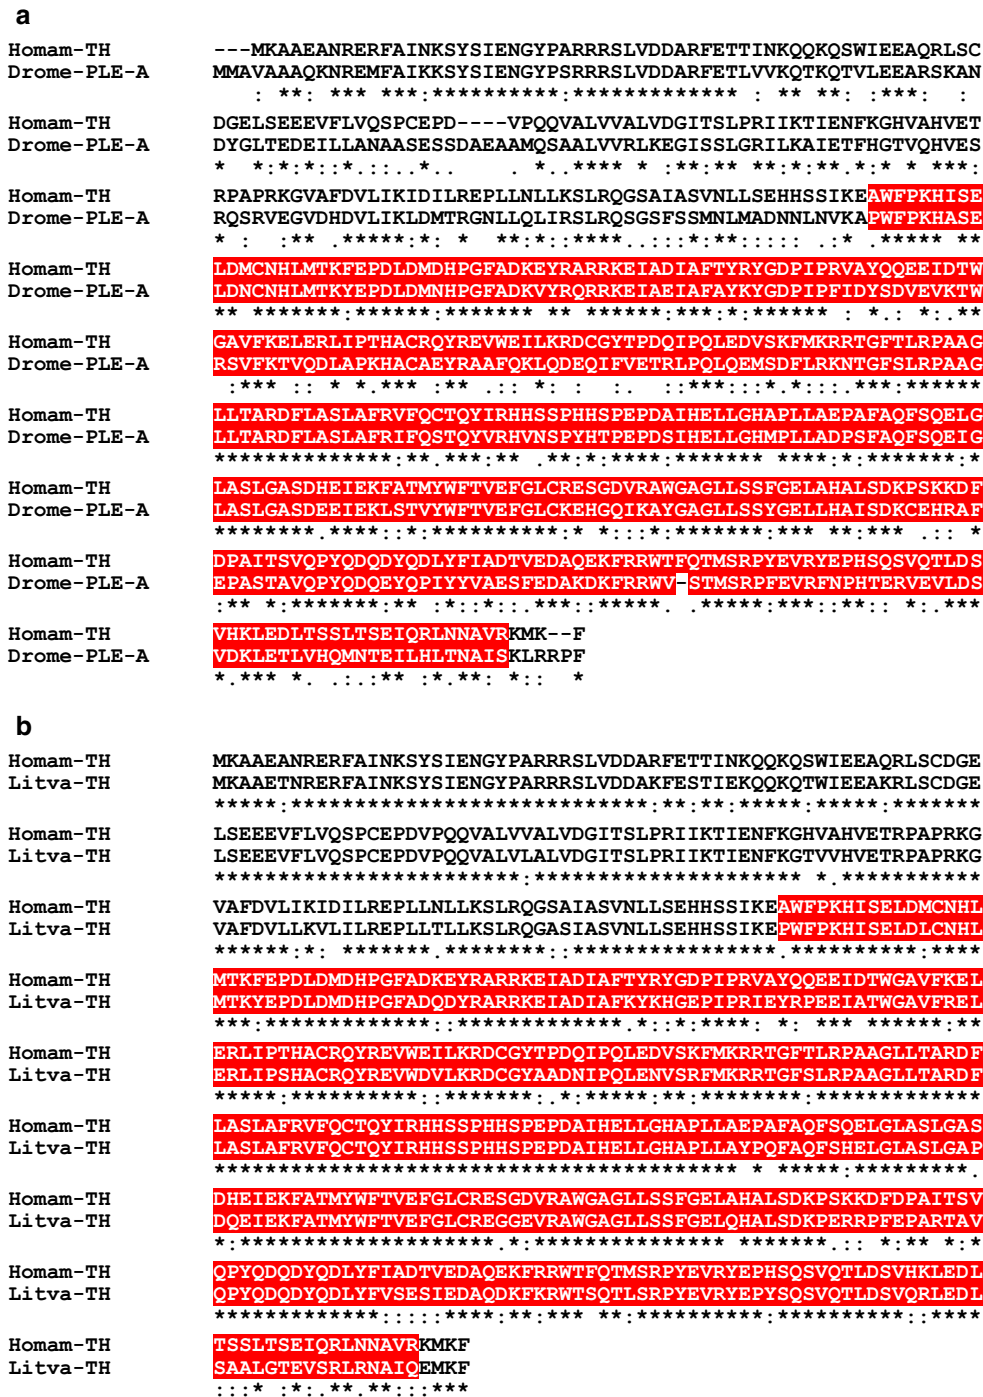 a
Homam-TH ---MKAAEANRERFAINKSYSIENGYPARRRSLVDDARFETTINKQQKQSWIEEAQRLSC
Drome-PLE-A MMAVAAAQKNREMFAIKKSYSIENGYPSRRRSLVDDARFETLVVKQTKQTVLEEARSKAN
: **: *** ***:**********:************* : ** **: :***: :
Homam-TH DGELSEEEVFLVQSPCEPD----VPQQVALVVALVDGITSLPRIIKTIENFKGHVAHVET
Drome-PLE-A DYGLTEDEILLANAASESSDAEAAMQSAALVVRLKEGISSLGRILKAIETFHGTVQHVES
* *:*:*::*.::..*.. *..**** * :**:** **:*:**.*:* * ***:
Homam-TH RPAPRKGVAFDVLIKIDILREPLLNLLKSLRQGSAIASVNLLSEHHSSIKEAWFPKHISE
Drome-PLE-A RQSRVEGVDHDVLIKLDMTRGNLLQLIRSLRQSGSFSSMNLMADNNLNVKAPWFPKHASE
* : :** .*****:*: * **:*::****..:::*:**:::: .:* .***** **
Homam-TH LDMCNHLMTKFEPDLDMDHPGFADKEYRARRKEIADIAFTYRYGDPIPRVAYQQEEIDTW
Drome-PLE-A LDNCNHLMTKYEPDLDMNHPGFADKVYRQRRKEIAEIAFAYKYGDPIPFIDYSDVEVKTW
** *******:******:******* ** ******:***:*:****** : *.: *:.**
Homam-TH GAVFKELERLIPTHACRQYREVWEILKRDCGYTPDQIPQLEDVSKFMKRRTGFTLRPAAG
Drome-PLE-A RSVFKTVQDLAPKHACAEYRAAFQKLQDEQIFVETRLPQLQEMSDFLRKNTGFSLRPAAG
:*** :: * *.*** :** .:: *: : :. ::***:::*.*:::.***:******
Homam-TH LLTARDFLASLAFRVFQCTQYIRHHSSPHHSPEPDAIHELLGHAPLLAEPAFAQFSQELG
Drome-PLE-A LLTARDFLASLAFRIFQSTQYVRHVNSPYHTPEPDSIHELLGHMPLLADPSFAQFSQEIG
**************:**.***:** .**:*:****:******* ****:*:*******:*
Homam-TH LASLGASDHEIEKFATMYWFTVEFGLCRESGDVRAWGAGLLSSFGELAHALSDKPSKKDF
Drome-PLE-A LASLGASDEEIEKLSTVYWFTVEFGLCKEHGQIKAYGAGLLSSYGELLHAISDKCEHRAF
********.****::*:**********:* *:::*:*******:*** **:*** .:: *
Homam-TH DPAITSVQPYQDQDYQDLYFIADTVEDAQEKFRRWTFQTMSRPYEVRYEPHSQSVQTLDS
Drome-PLE-A EPASTAVQPYQDQEYQPIYYVAESFEDAKDKFRRWV-STMSRPFEVRFNPHTERVEVLDS
:** *:*******:** :*::*::.***::*****. .*****:***::**:: *:.***
Homam-TH VHKLEDLTSSLTSEIQRLNNAVRKMK--F
Drome-PLE-A VDKLETLVHQMNTEILHLTNAISKLRRPF
*.*** *. .:.:** :*.**: *:: *
b
Homam-TH MKAAEANRERFAINKSYSIENGYPARRRSLVDDARFETTINKQQKQSWIEEAQRLSCDGE
Litva-TH MKAAETNRERFAINKSYSIENGYPARRRSLVDDAKFESTIEKQQKQTWIEEAKRLSCDGE
*****:****************************:**:**:*****:*****:*******
Homam-TH LSEEEVFLVQSPCEPDVPQQVALVVALVDGITSLPRIIKTIENFKGHVAHVETRPAPRKG
Litva-TH LSEEEVFLVQSPCEPDVPQQVALVLALVDGITSLPRIIKTIENFKGTVVHVETRPAPRKG
************************:********************* *.***********
Homam-TH VAFDVLIKIDILREPLLNLLKSLRQGSAIASVNLLSEHHSSIKEAWFPKHISELDMCNHL
Litva-TH VAFDVLLKVLILREPLLTLLKSLRQGASIASVNLLSEHHSSIKEPWFPKHISELDLCNHL
******:*: *******.********::****************.**********:****
Homam-TH MTKFEPDLDMDHPGFADKEYRARRKEIADIAFTYRYGDPIPRVAYQQEEIDTWGAVFKEL
Litva-TH MTKYEPDLDMDHPGFADQDYRARRKEIADIAFKYKHGEPIPRIEYRPEEIATWGAVFREL
***:*************::*************.*::*:****: *: *** ******:**
Homam-TH ERLIPTHACRQYREVWEILKRDCGYTPDQIPQLEDVSKFMKRRTGFTLRPAAGLLTARDF
Litva-TH ERLIPSHACRQYREVWDVLKRDCGYAADNIPQLENVSRFMKRRTGFSLRPAAGLLTARDF
*****:**********::*******:.*:*****:**:********:*************
Homam-TH LASLAFRVFQCTQYIRHHSSPHHSPEPDAIHELLGHAPLLAEPAFAQFSQELGLASLGAS
Litva-TH LASLAFRVFQCTQYIRHHSSPHHSPEPDAIHELLGHAPLLAYPQFAQFSHELGLASLGAP
***************************************** * *****:*********.
Homam-TH DHEIEKFATMYWFTVEFGLCRESGDVRAWGAGLLSSFGELAHALSDKPSKKDFDPAITSV
Litva-TH DQEIEKFATMYWFTVEFGLCREGGEVRAWGAGLLSSFGELQHALSDKPERRPFEPARTAV
*:********************.*:*************** *******.:: *:** *:*
Homam-TH QPYQDQDYQDLYFIADTVEDAQEKFRRWTFQTMSRPYEVRYEPHSQSVQTLDSVHKLEDL
Litva-TH QPYQDQDYQDLYFVSESIEDAQDKFKRWTSQTLSRPYEVRYEPYSQSVQTLDSVQRLEDL
*************:::::****:**:*** **:**********:**********::****
Homam-TH TSSLTSEIQRLNNAVRKMKF
Litva-TH SAALGTEVSRLRNAIQEMKF
:::* :*:.**.**:::***